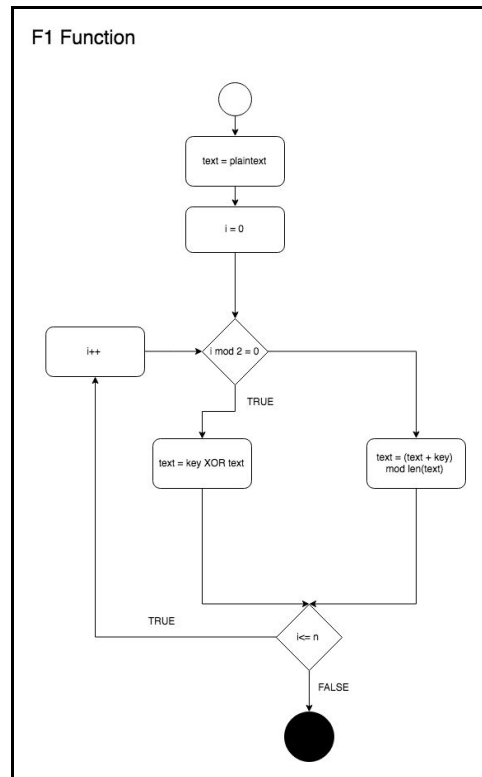 F1 Function
text = plaintext
i = 0
i++
i mod 2 = 0
TRUE
text = key XOR text
text = (text + key)
mod len(text)
TRUE
i<= n
FALSE